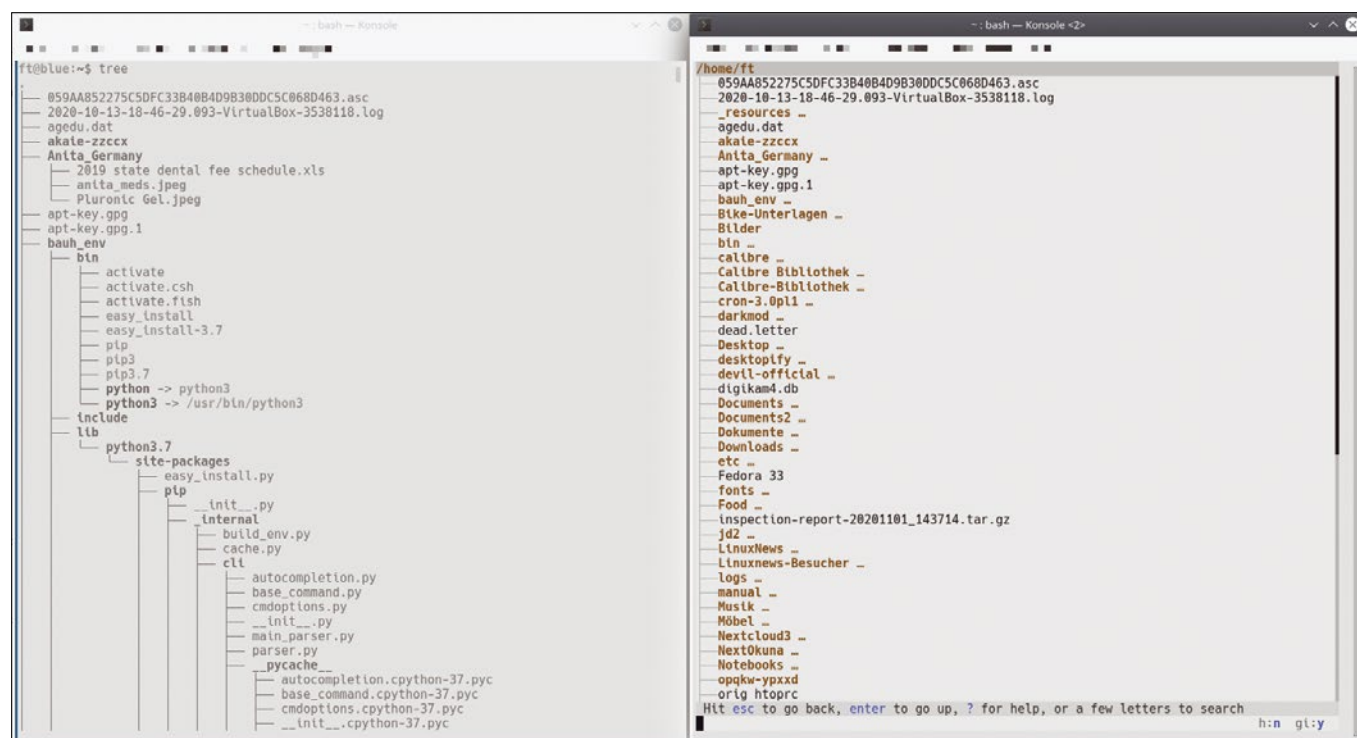 ~ : bash — Konsole
ft@blue:~$ tree
.
├── 059AA852275C5DFC33B40B4D9B30DDC5C068D463.asc
├── 2020-10-13-18-46-29.093-VirtualBox-3538118.log
├── agedu.dat
├── akaie-zzccx
├── Anita_Germany
│   ├── 2019 state dental fee schedule.xls
│   ├── anita_meds.jpeg
│   └── Pluronic Gel.jpeg
├── apt-key.gpg
├── apt-key.gpg.1
├── bauh_env
│   ├── bin
│   │   ├── activate
│   │   ├── activate.csh
│   │   ├── activate.fish
│   │   ├── easy_install
│   │   ├── easy_install-3.7
│   │   ├── pip
│   │   ├── pip3
│   │   ├── pip3.7
│   │   ├── python -> python3
│   │   └── python3 -> /usr/bin/python3
│   ├── include
│   ├── lib
│   │   └── python3.7
│   │       └── site-packages
│   │           ├── easy_install.py
│   │           ├── pip
│   │           │   ├── __init__.py
│   │           │   ├── _internal
│   │           │   │   ├── build_env.py
│   │           │   │   ├── cache.py
│   │           │   │   ├── cli
│   │           │   │   │   ├── autocompletion.py
│   │           │   │   │   ├── base_command.py
│   │           │   │   │   ├── cmdoptions.py
│   │           │   │   │   ├── __init__.py
│   │           │   │   │   ├── main_parser.py
│   │           │   │   │   ├── parser.py
│   │           │   │   │   ├── __pycache__
│   │           │   │   │   │   ├── autocompletion.cpython-37.pyc
│   │           │   │   │   │   ├── base_command.cpython-37.pyc
│   │           │   │   │   │   ├── cmdoptions.cpython-37.pyc
│   │           │   │   │   │   ├── __init__.cpython-37.pyc
~ : bash — Konsole <2>
/home/ft
├──059AA852275C5DFC33B40B4D9B30DDC5C068D463.asc
├──2020-10-13-18-46-29.093-VirtualBox-3538118.log
├──_resources …
├──agedu.dat
├──akaie-zzccx
├──Anita_Germany …
├──apt-key.gpg
├──apt-key.gpg.1
├──bauh_env …
├──Bike-Unterlagen …
├──Bilder
├──bin …
├──calibre …
├──Calibre Bibliothek …
├──Calibre-Bibliothek …
├──cron-3.0pl1 …
├──darkmod …
├──dead.letter
├──Desktop …
├──desktopify …
├──devil-official …
├──digikam4.db
├──Documents …
├──Documents2 …
├──Dokumente …
├──Downloads …
├──etc …
├──Fedora 33
├──fonts …
├──Food …
├──inspection-report-20201101_143714.tar.gz
├──jd2 …
├──LinuxNews …
├──Linuxnews-Besucher …
├──logs …
├──manual …
├──Musik …
├──Möbel …
├──Nextcloud3 …
├──NextOkuna …
├──Notebooks …
├──opqkw-ypxxd
├──orig htoprc
Hit esc to go back, enter to go up, ? for help, or a few letters to search
h:n gi:y